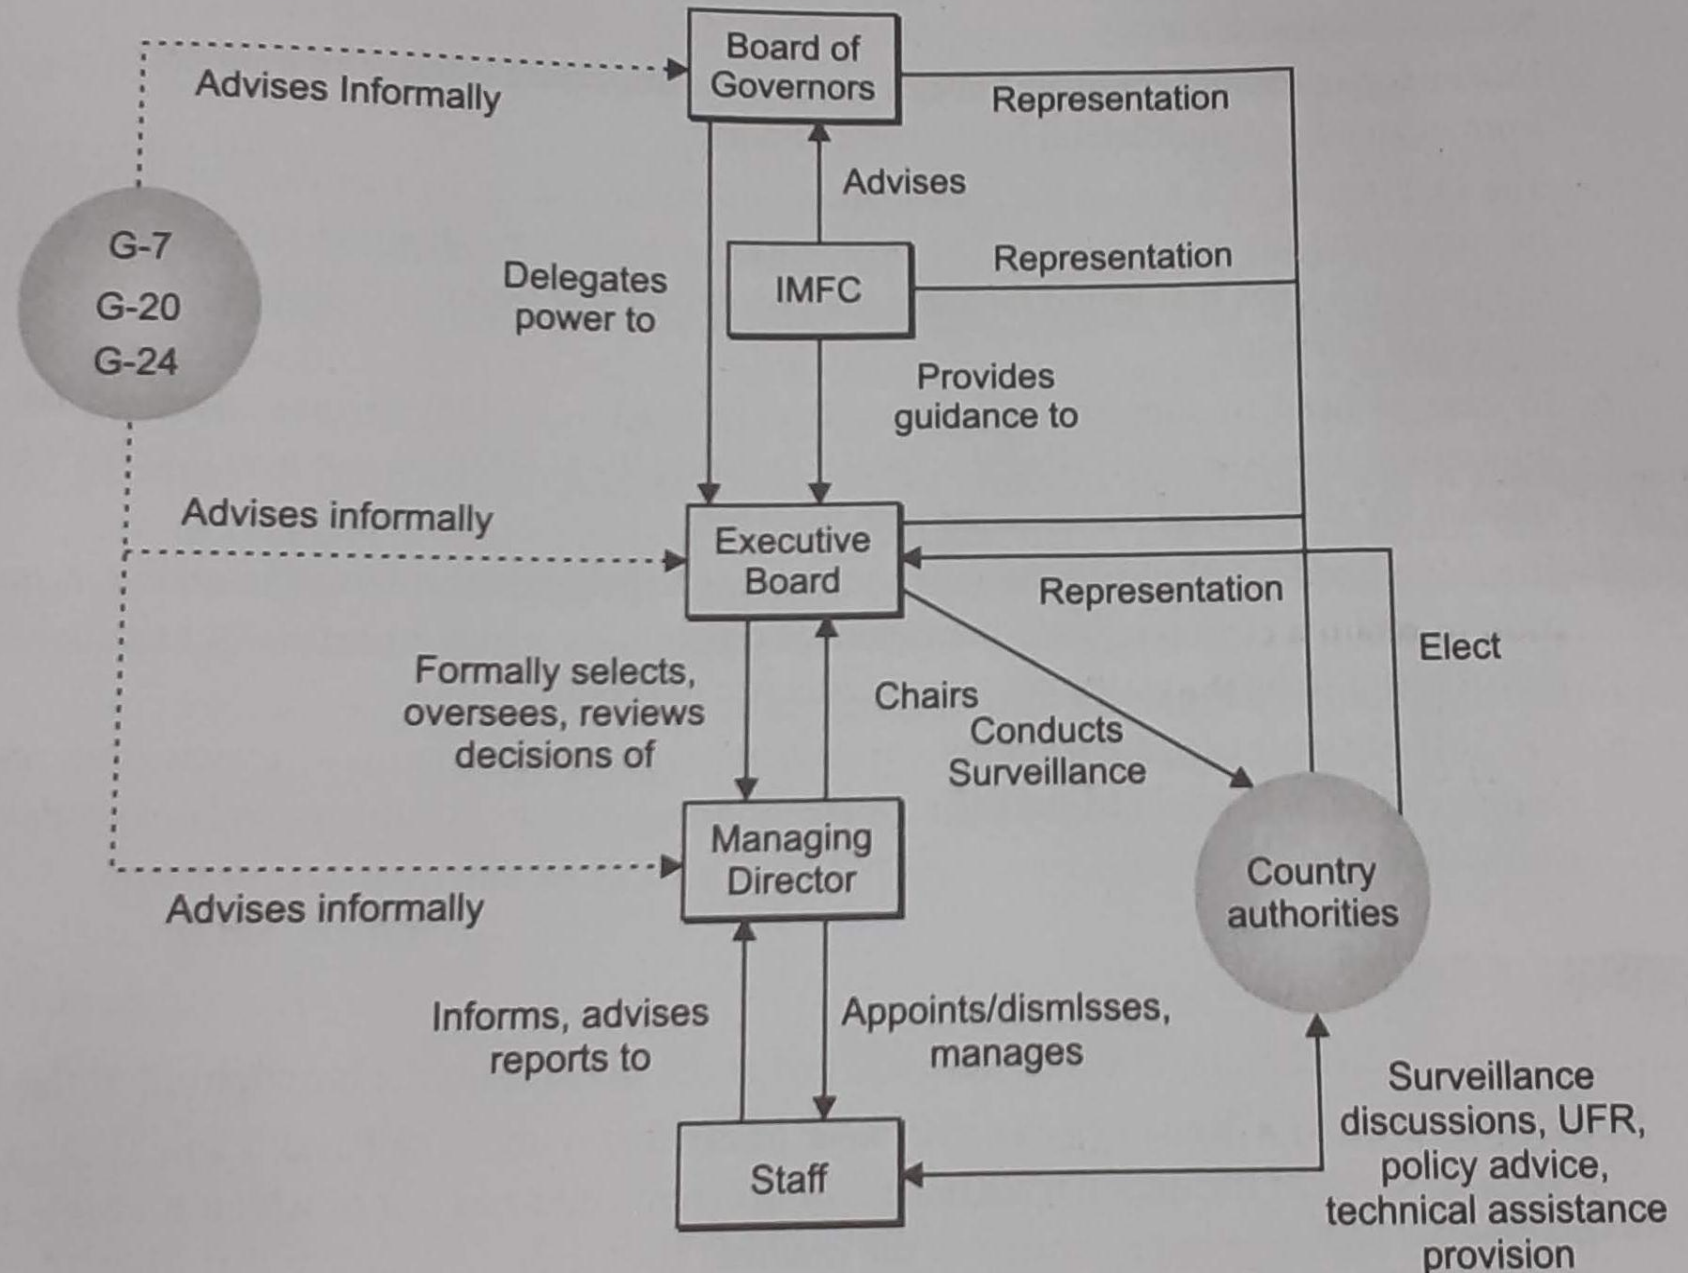 Board of
Governors
Advises Informally
Representation
Advises
G-7
G-20
G-24
Delegates
power to
IMFC
Representation
Provides
guidance to
Advises informally
Executive
Board
Representation
Elect
Formally selects,
oversees, reviews
decisions of
Chairs
Conducts
Surveillance
Managing
Director
Country
authorities
Advises informally
Informs, advises
reports to
Appoints/dismIsses,
manages
Surveillance
discussions, UFR,
policy advice,
technical assistance
provision
Staff